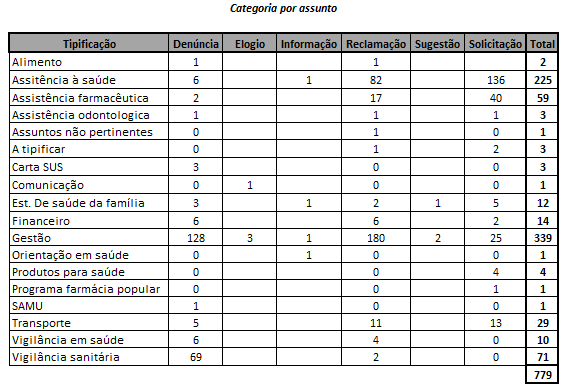 Categoria por assunto
Tipificação Denúncia Elogio Informação Reclamação Sugestão Solicitação Total
Alimento 1 1 2
Assitência à saúde 6 1 82 136 225
Assistência farmacêutica 2 17 40 59
Assistência odontologica 1 1 1 3
Assuntos não pertinentes 0 1 0 1
A tipificar 0 1 2 3
Carta SUS 3 0 0 3
Comunicação 0 1 0 0 1
Est. De saúde da família 3 1 2 1 5 12
Financeiro 6 6 2 14
Gestão 128 3 1 180 2 25 339
Orientação em saúde 0 1 0 0 1
Produtos para saúde 0 0 4 4
Programa farmácia popular 0 0 1 1
SAMU 1 0 0 1
Transporte 5 11 13 29
Vigilância em saúde 6 4 0 10
Vigilância sanitária 69 2 0 71
779